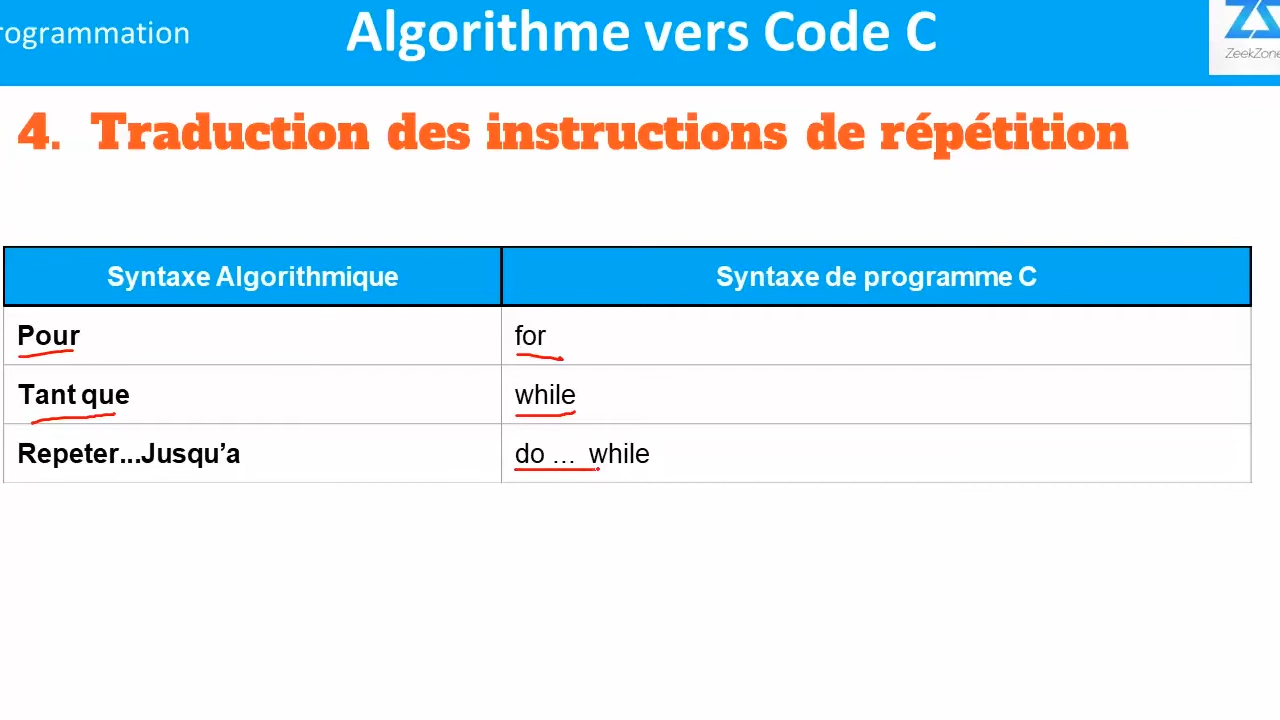 rogrammation
Algorithme vers Code C
ZeekZone
4. Traduction des instructions de répétition
Syntaxe Algorithmique
Syntaxe de programme C
Pour
for
Tant que
while
Repeter...Jusqu’a
do ... while